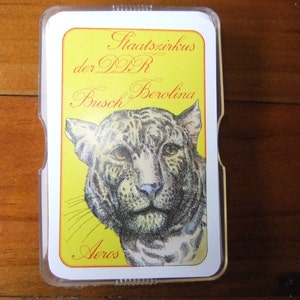 Staatszirkus
der DDR
Berolina
Busch
Aeros